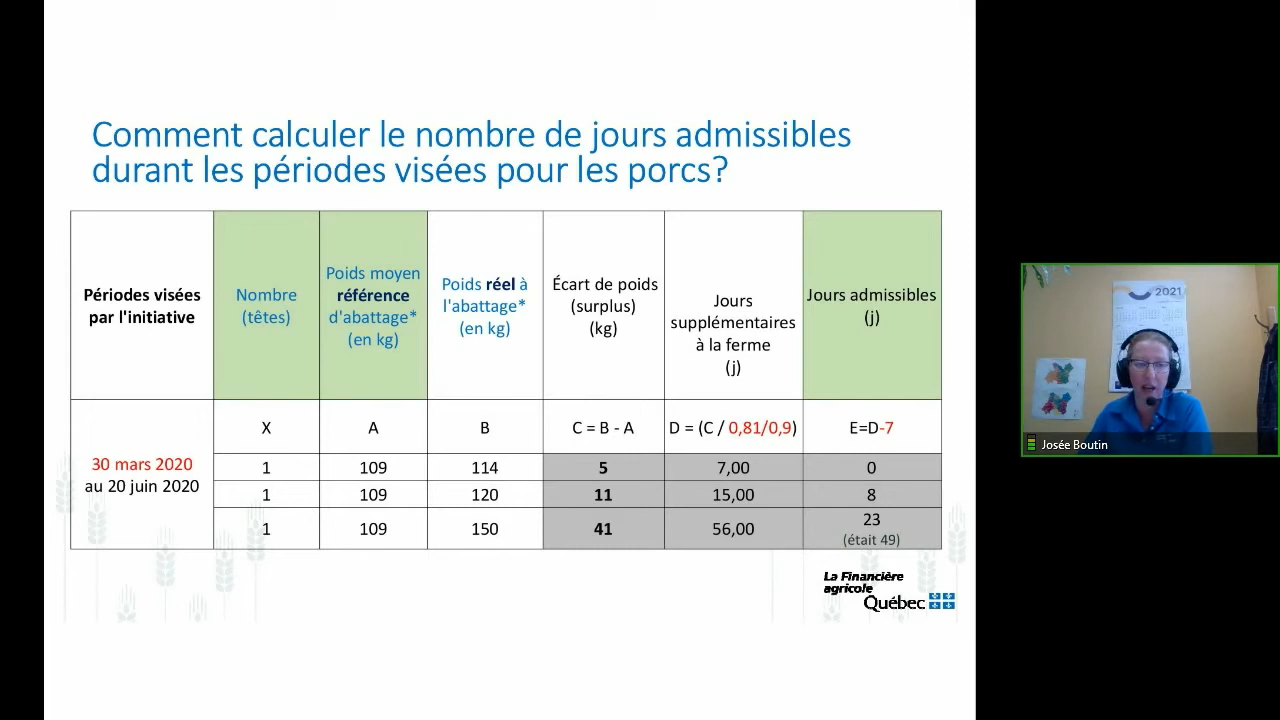 Comment calculer le nombre de jours admissibles
durant les périodes visées pour les porcs?
Périodes visées
par l'initiative
Nombre
(têtes)
Poids moyen
référence
d'abattage*
(en kg)
Poids réel à
l'abattage*
(en kg)
Écart de poids
(surplus)
(kg)
Jours
supplémentaires
à la ferme
(j)
Jours admissibles
(j)
30 mars 2020
au 20 juin 2020
X A B C = B - A D = (C / 0,81/0,9) E=D-7
1 109 114 5 7,00 0
1 109 120 11 15,00 8
1 109 150 41 56,00 23
(était 49)
La Financière
agricole
Québec
2021
Josée Boutin